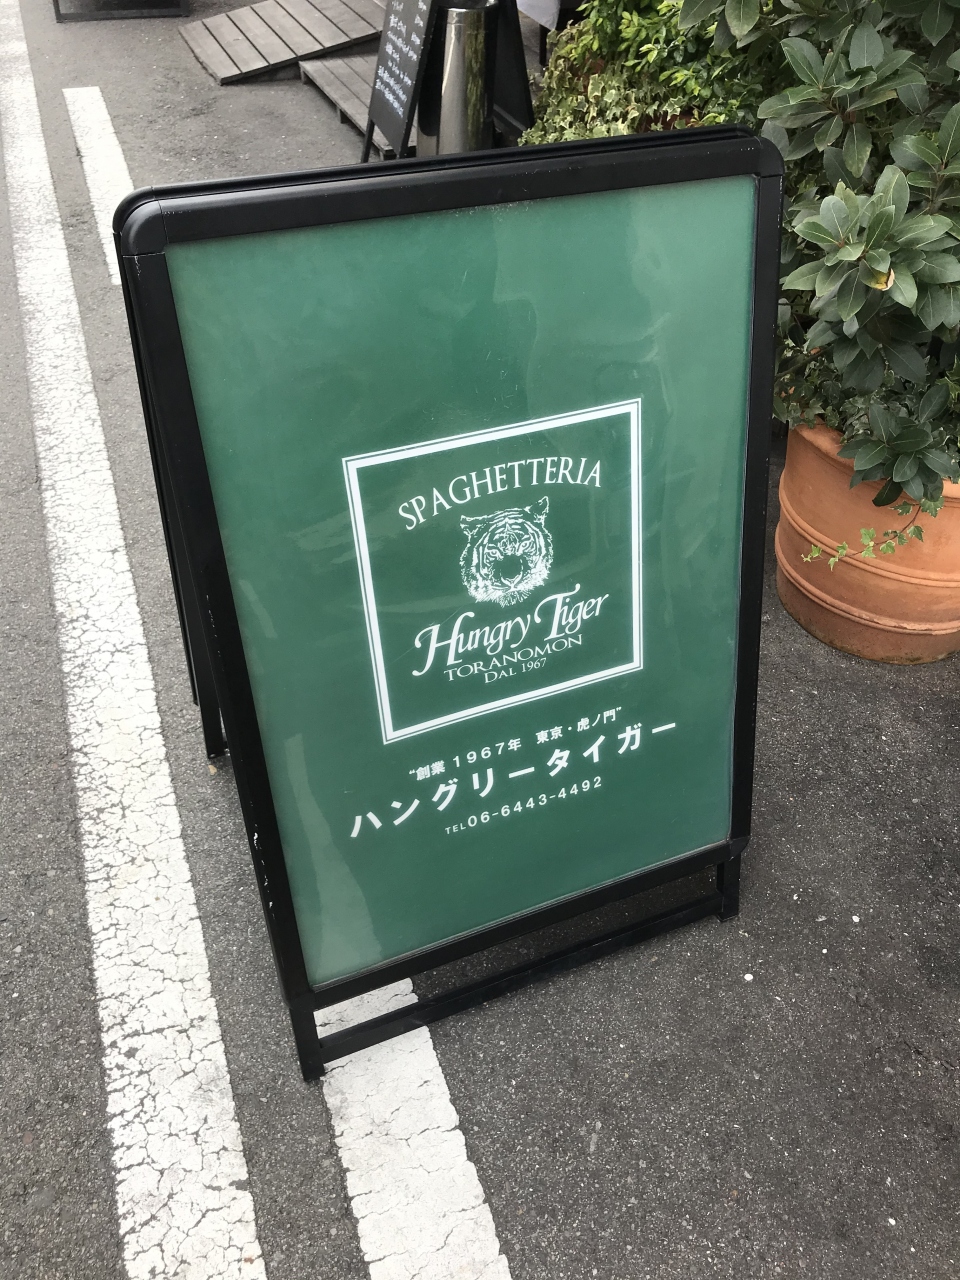 SPAGHETTERIA
Hungry Tiger
TORANOMON
DAL 1967
“創業 1967年 東京・虎ノ門”
ハングリータイガー
TEL06-6443-4492